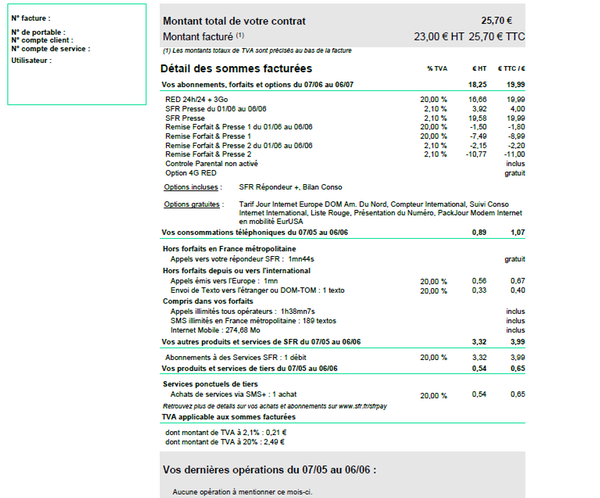 N° facture :
N° de portable :
N° compte client :
N° compte de service :
Utilisateur :
Montant total de votre contrat 25,70 €
Montant facturé (1) 23,00 € HT 25,70 € TTC
(1) Les montants totaux de TVA sont précisés au bas de la facture
Détail des sommes facturées % TVA € HT € TTC / €
Vos abonnements, forfaits et options du 07/06 au 06/07 18,25 19,99
RED 24h/24 + 3Go 20,00 % 16,66 19,99
SFR Presse du 01/06 au 06/06 2,10 % 3,92 4,00
SFR Presse 2,10 % 19,58 19,99
Remise Forfait & Presse 1 du 01/06 au 06/06 20,00 % -1,50 -1,80
Remise Forfait & Presse 1 20,00 % -7,49 -8,99
Remise Forfait & Presse 2 du 01/06 au 06/06 2,10 % -2,15 -2,20
Remise Forfait & Presse 2 2,10 % -10,77 -11,00
Controle Parental non activé inclus
Option 4G RED gratuit
Options incluses : SFR Répondeur +, Bilan Conso
Options gratuites : Tarif Jour Internet Europe DOM Am. Du Nord, Compteur International, Suivi Conso
Internet International, Liste Rouge, Présentation du Numéro, PackJour Modem Internet
en mobilité EurUSA
Vos consommations téléphoniques du 07/05 au 06/06 0,89 1,07
Hors forfaits en France métropolitaine
Appels vers votre répondeur SFR : 1mn44s gratuit
Hors forfaits depuis ou vers l'international
Appels émis vers l'Europe : 1mn 20,00 % 0,56 0,67
Envoi de Texto vers l'étranger ou DOM-TOM : 1 texto 20,00 % 0,33 0,40
Compris dans vos forfaits
Appels illimités tous opérateurs : 1h38mn7s inclus
SMS illimités en France métropolitaine : 189 textos inclus
Internet Mobile : 274,68 Mo inclus
Vos autres produits et services de SFR du 07/05 au 06/06 3,32 3,99
Abonnements à des Services SFR : 1 débit 20,00 % 3,32 3,99
Vos produits et services de tiers du 07/05 au 06/06 0,54 0,65
Services ponctuels de tiers
Achats de services via SMS+ : 1 achat 20,00 % 0,54 0,65
Retrouvez plus de details sur vos achats et abonnements sur www.sfr.fr/sfrpay
TVA applicable aux sommes facturées
dont montant de TVA à 2,1% : 0,21 €
dont montant de TVA à 20% : 2,49 €
Vos dernières opérations du 07/05 au 06/06 :
Aucune opération à mentionner ce mois-ci.